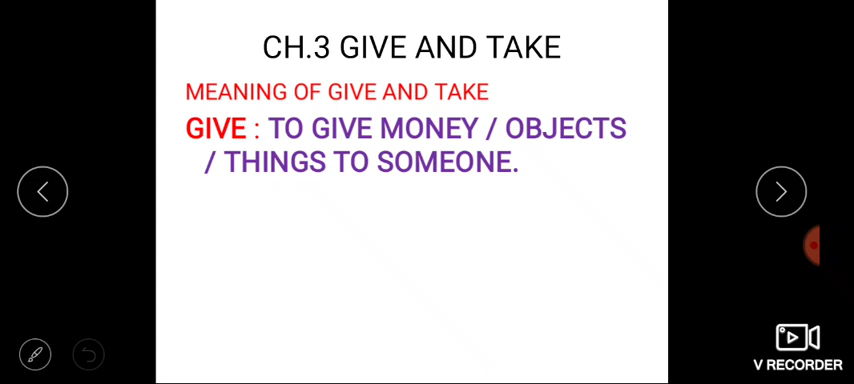 CH.3 GIVE AND TAKE
MEANING OF GIVE AND TAKE
GIVE : TO GIVE MONEY / OBJECTS
/ THINGS TO SOMEONE.
V RECORDER